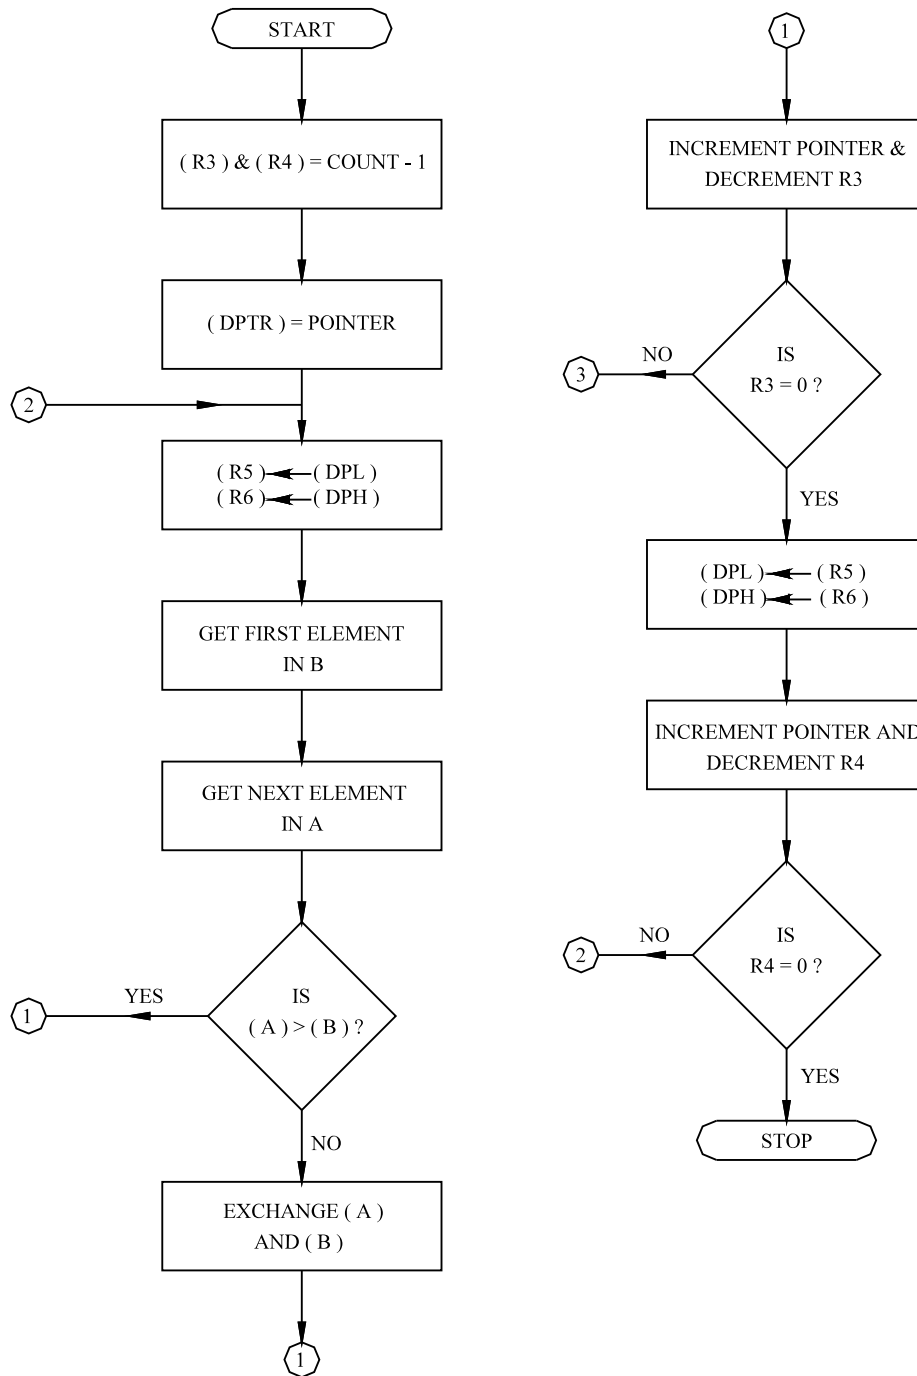 START
( R3 ) & ( R4 ) = COUNT - 1
( DPTR ) = POINTER
2
( R5 ) ( DPL )
( R6 ) ( DPH )
GET FIRST ELEMENT
IN B
GET NEXT ELEMENT
IN A
IS
( A ) > ( B ) ?
YES
1
NO
EXCHANGE ( A )
AND ( B )
1
1
INCREMENT POINTER &
DECREMENT R3
IS
R3 = 0 ?
NO
3
YES
( DPL ) ( R5 )
( DPH ) ( R6 )
INCREMENT POINTER AND
DECREMENT R4
IS
R4 = 0 ?
NO
2
YES
STOP